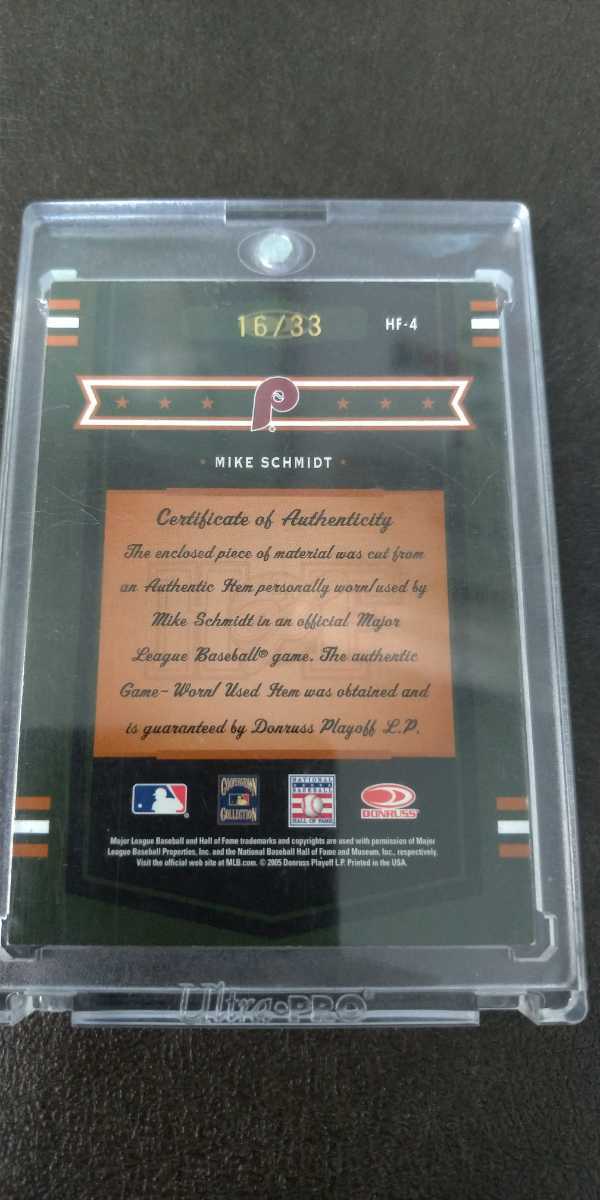 16/33 HF-4
P
MIKE SCHMIDT
Certificate of Authenticity
The enclosed piece of material was cut from
an Authentic Item personally worn/used by
Mike Schmidt in an official Major
League Baseball® game. The authentic
Game-Worn/ Used Item was obtained and
is guaranteed by Donruss Playoff L.P.
COOPERSTOWN
COLLECTION
NATIONAL
BASEBALL
HALL OF FAME
DONRUSS
Major League Baseball and Hall of Fame trademarks and copyrights are used with permission of Major
League Baseball Properties, Inc. and the National Baseball Hall of Fame and Museum, Inc., respectively.
Visit the official web site at MLB.com. © 2005 Donruss Playoff L.P. Printed in the USA.
Ultra•PRO®